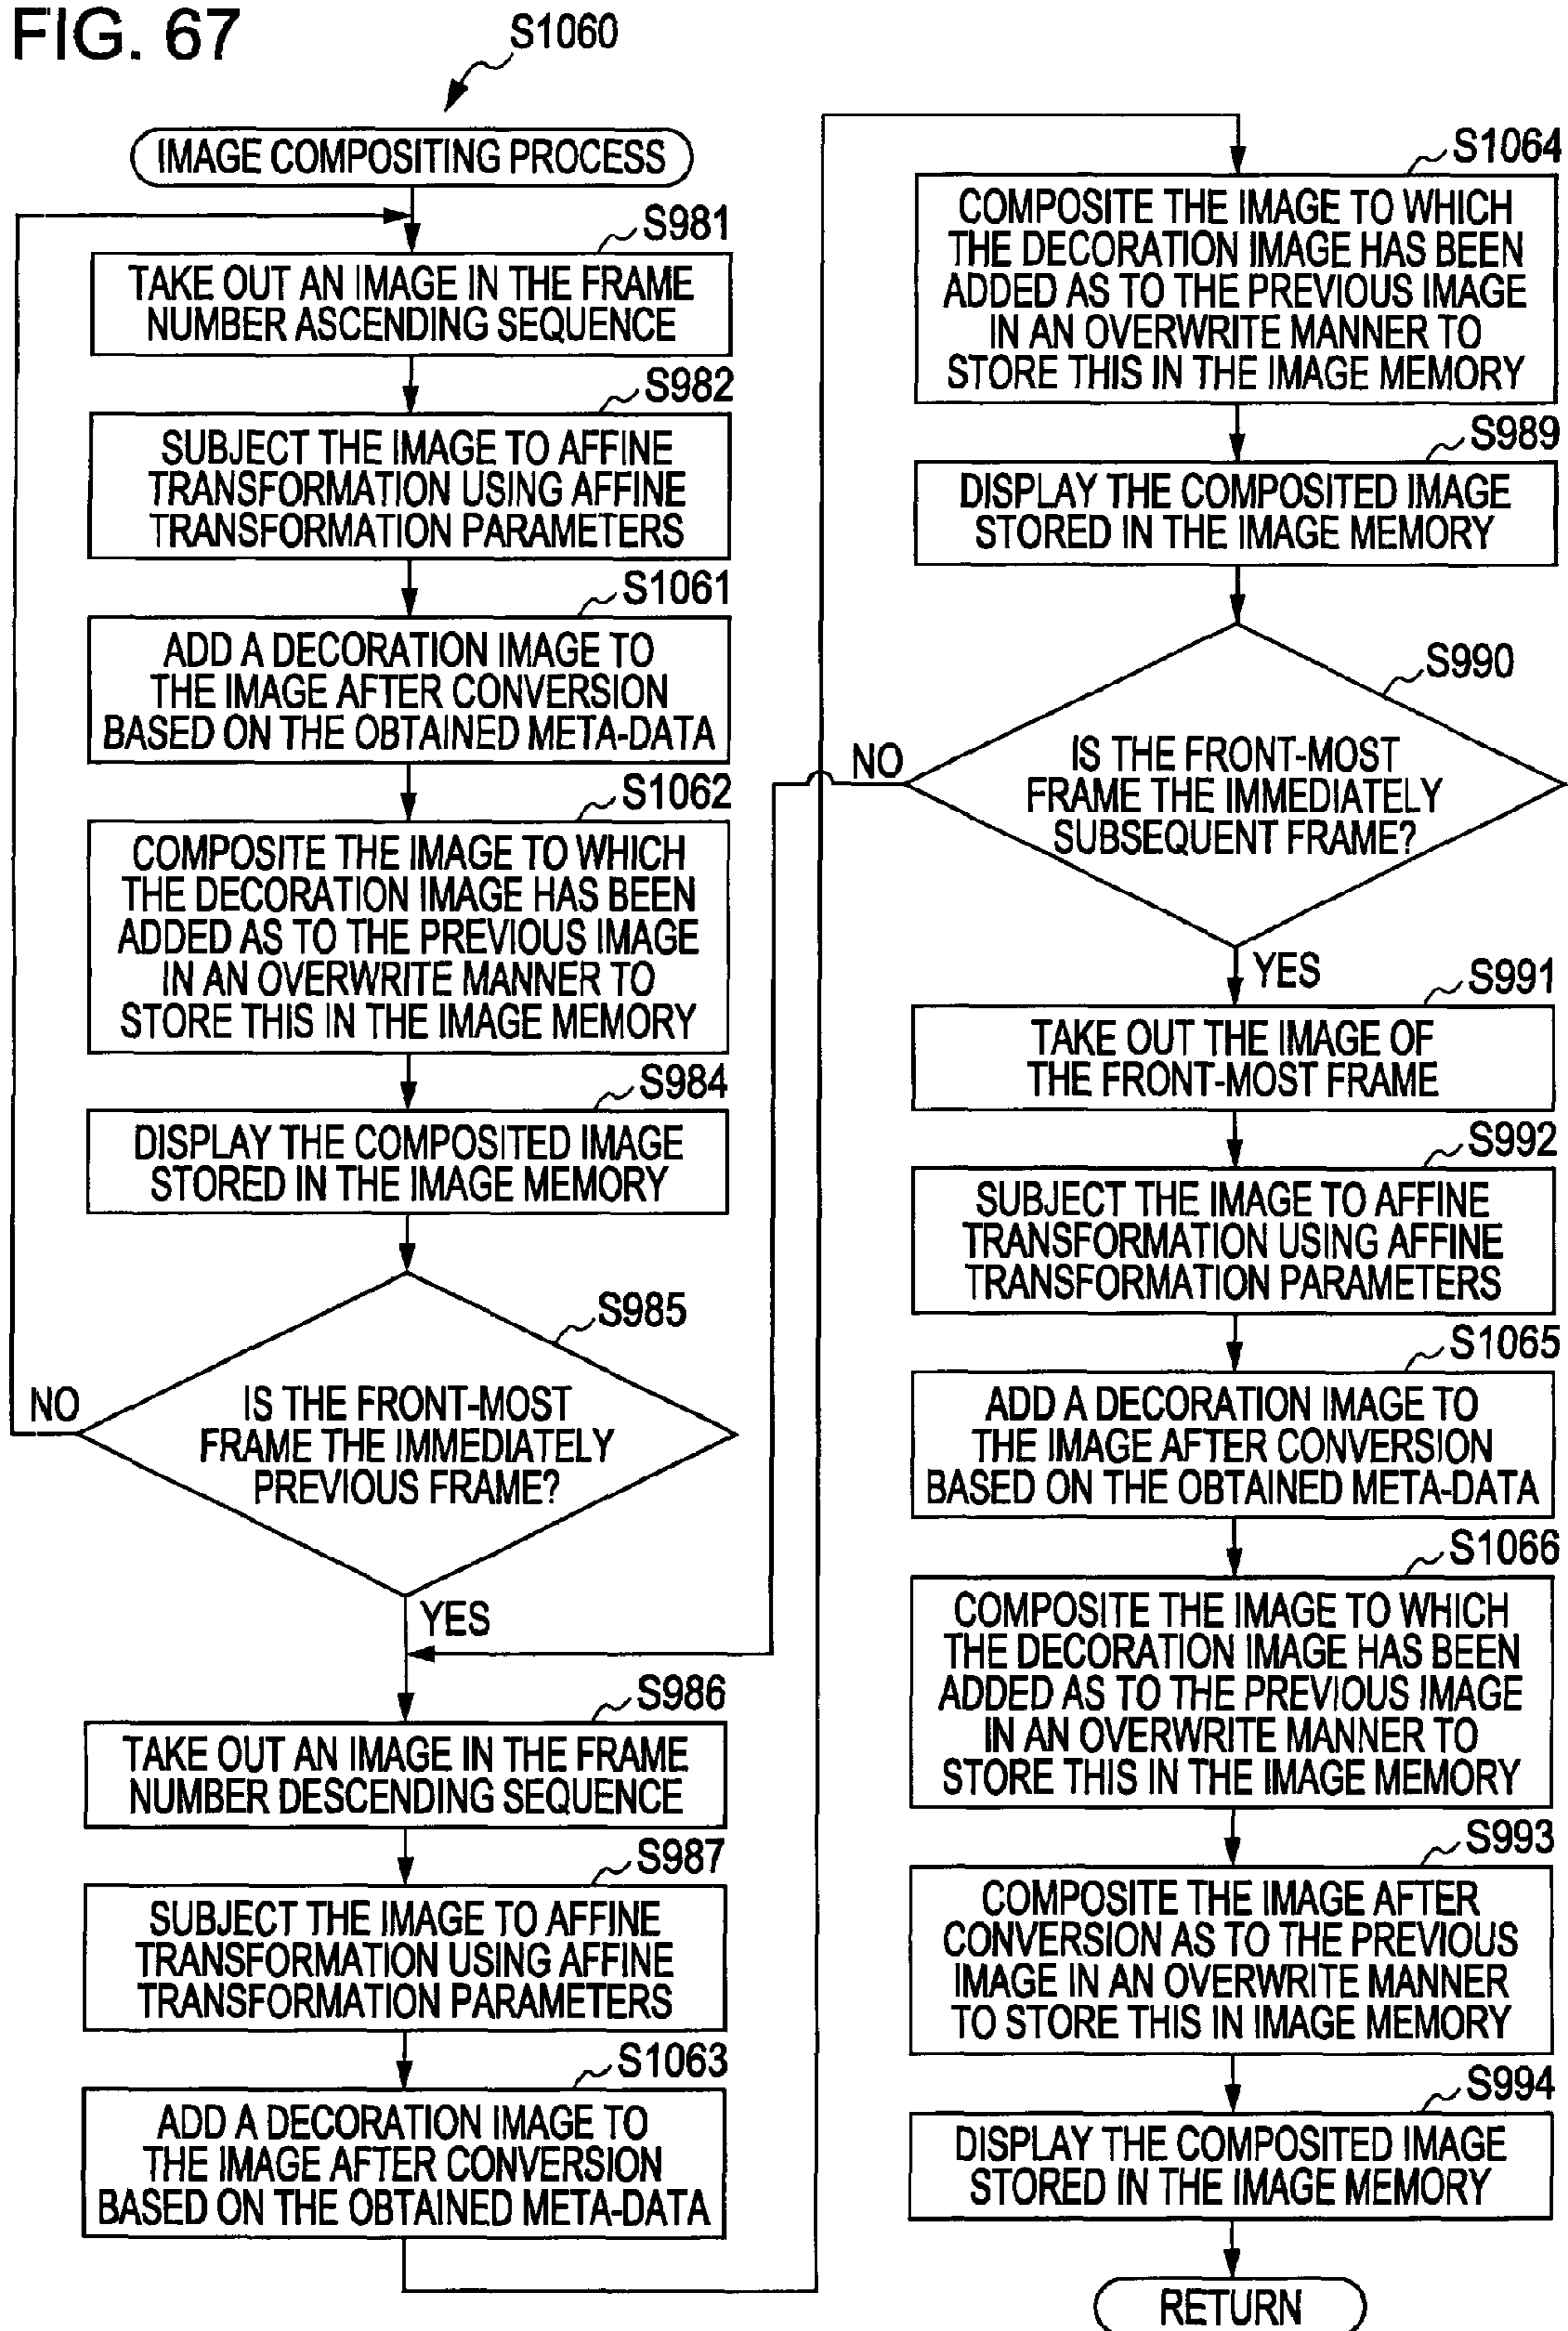 FIG. 67
S1060
IMAGE COMPOSITING PROCESS
S981
TAKE OUT AN IMAGE IN THE FRAME
NUMBER ASCENDING SEQUENCE
S982
SUBJECT THE IMAGE TO AFFINE
TRANSFORMATION USING AFFINE
TRANSFORMATION PARAMETERS
S1061
ADD A DECORATION IMAGE TO
THE IMAGE AFTER CONVERSION
BASED ON THE OBTAINED META-DATA
S1062
COMPOSITE THE IMAGE TO WHICH
THE DECORATION IMAGE HAS BEEN
ADDED AS TO THE PREVIOUS IMAGE
IN AN OVERWRITE MANNER TO
STORE THIS IN THE IMAGE MEMORY
S984
DISPLAY THE COMPOSITED IMAGE
STORED IN THE IMAGE MEMORY
S985
NO
IS THE FRONT-MOST
FRAME THE IMMEDIATELY
PREVIOUS FRAME?
YES
S986
TAKE OUT AN IMAGE IN THE FRAME
NUMBER DESCENDING SEQUENCE
S987
SUBJECT THE IMAGE TO AFFINE
TRANSFORMATION USING AFFINE
TRANSFORMATION PARAMETERS
S1063
ADD A DECORATION IMAGE TO
THE IMAGE AFTER CONVERSION
BASED ON THE OBTAINED META-DATA
S1064
COMPOSITE THE IMAGE TO WHICH
THE DECORATION IMAGE HAS BEEN
ADDED AS TO THE PREVIOUS IMAGE
IN AN OVERWRITE MANNER TO
STORE THIS IN THE IMAGE MEMORY
S989
DISPLAY THE COMPOSITED IMAGE
STORED IN THE IMAGE MEMORY
S990
NO
IS THE FRONT-MOST
FRAME THE IMMEDIATELY
SUBSEQUENT FRAME?
YES
S991
TAKE OUT THE IMAGE OF
THE FRONT-MOST FRAME
S992
SUBJECT THE IMAGE TO AFFINE
TRANSFORMATION USING AFFINE
TRANSFORMATION PARAMETERS
S1065
ADD A DECORATION IMAGE TO
THE IMAGE AFTER CONVERSION
BASED ON THE OBTAINED META-DATA
S1066
COMPOSITE THE IMAGE TO WHICH
THE DECORATION IMAGE HAS BEEN
ADDED AS TO THE PREVIOUS IMAGE
IN AN OVERWRITE MANNER TO
STORE THIS IN THE IMAGE MEMORY
S993
COMPOSITE THE IMAGE AFTER
CONVERSION AS TO THE PREVIOUS
IMAGE IN AN OVERWRITE MANNER
TO STORE THIS IN IMAGE MEMORY
S994
DISPLAY THE COMPOSITED IMAGE
STORED IN THE IMAGE MEMORY
RETURN